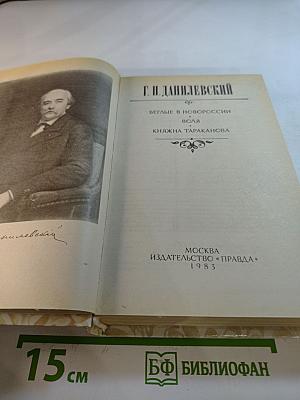 Г. П. ДАНИЛЕВСКИЙ
БЕГЛЫЕ В НОВОРОССИИ
ВОЛЯ
КНЯЖНА ТАРАКАНОВА
МОСКВА
ИЗДАТЕЛЬСТВО «ПРАВДА»
1983
15 см
БФ БИБЛИОФАН